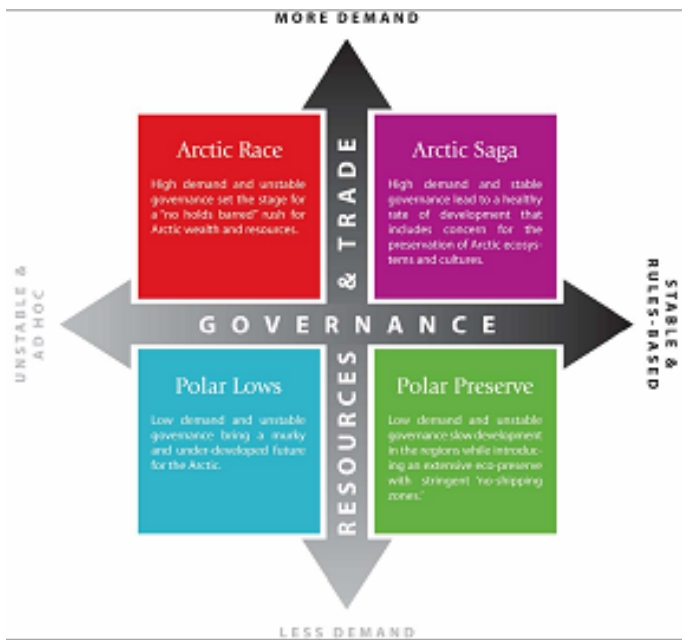 MORE DEMAND
Arctic Race
High demand and unstable
governance set the stage for
a "no holds barred" rush for
Arctic wealth and resources.
Arctic Saga
High demand and stable
governance lead to a healthy
rate of development that
includes concern for the
preservation of Arctic ecosys-
tems and cultures.
RESOURCES & TRADE
UNSTABLE &
AD HOC
GOVERNANCE
STABLE &
RULES-BASED
Polar Lows
Low demand and unstable
governance bring a murky
and under-developed future
for the Arctic.
Polar Preserve
Low demand and unstable
governance slow development
in the regions while introduc-
ing an extensive eco-preserve
with stringent 'no-shipping
zones.'
LESS DEMAND